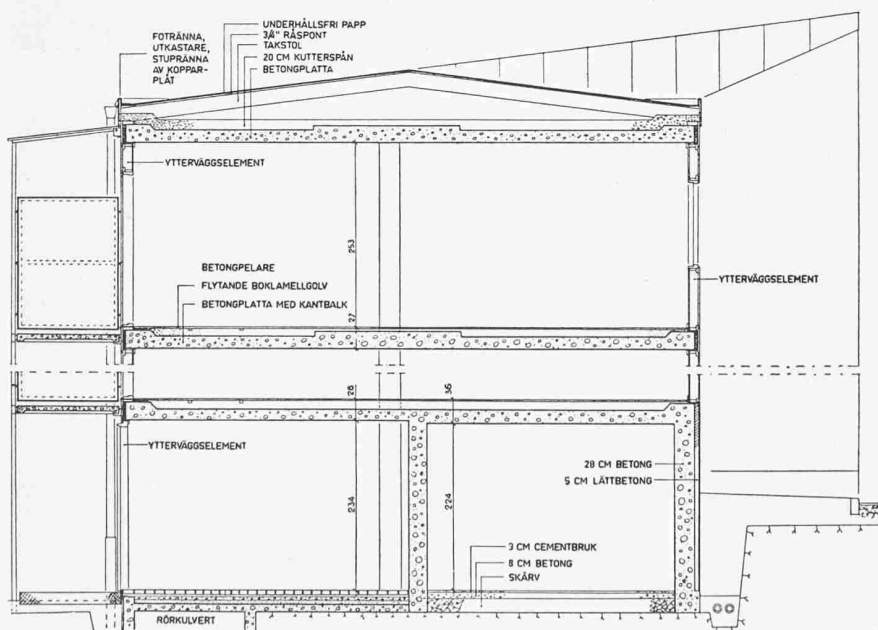 UNDERHÅLLSFRI PAPP
3/4" RÅSPONT
TAKSTOL
20 CM KUTTERSPÅN
BETONGPLATTA
FOTRÄNNA,
UTKASTARE,
STUPRÄNNA
AV KOPPAR-
PLÅT
YTTERVÄGGSELEMENT
253
BETONGPELARE
FLYTANDE BOKLAMELLGOLV
BETONGPLATTA MED KANTBALK
YTTERVÄGGSELEMENT
27
28
36
YTTERVÄGGSELEMENT
28 CM BETONG
5 CM LÄTTBETONG
234
224
3 CM CEMENTBRUK
8 CM BETONG
SKÄRV
RÖRKULVERT